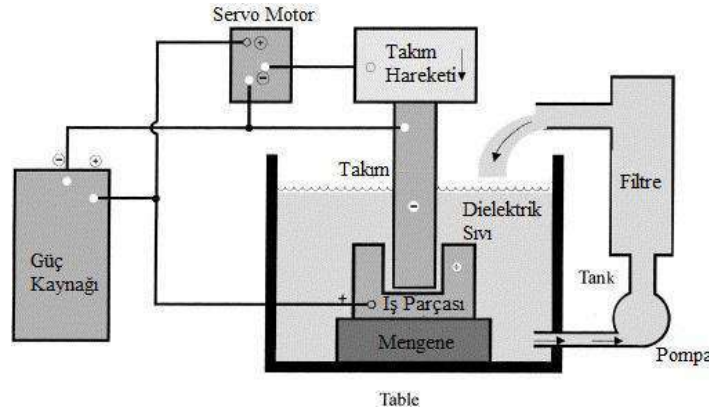 Servo Motor
+
−
Takım
Hareketi
− +
Takım
Filtre
−
Dielektrik
Sıvı
Güç
Kaynağı
+
Tank
+
İş Parçası
Mengene
Pompa
Table